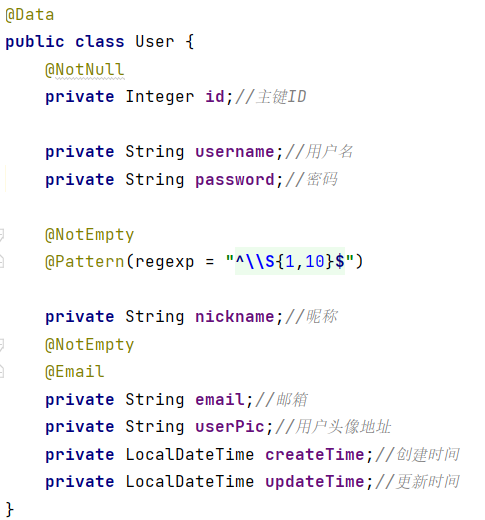 @Data
public class User {
    @NotNull
    private Integer id;//主键ID
    private String username;//用户名
    private String password;//密码
    @NotEmpty
    @Pattern(regexp = "^\\S{1,10}$")
    private String nickname;//昵称
    @NotEmpty
    @Email
    private String email;//邮箱
    private String userPic;//用户头像地址
    private LocalDateTime createTime;//创建时间
    private LocalDateTime updateTime;//更新时间
}